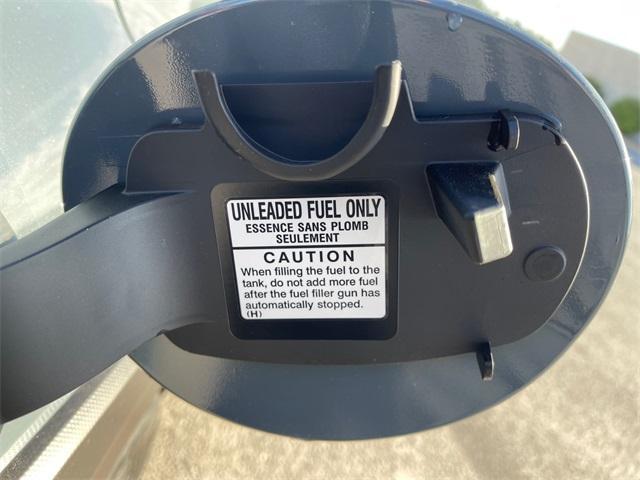 UNLEADED FUEL ONLY
ESSENCE SANS PLOMB
SEULEMENT
CAUTION
When filling the fuel to the
tank, do not add more fuel
after the fuel filler gun has
automatically stopped.
(H)